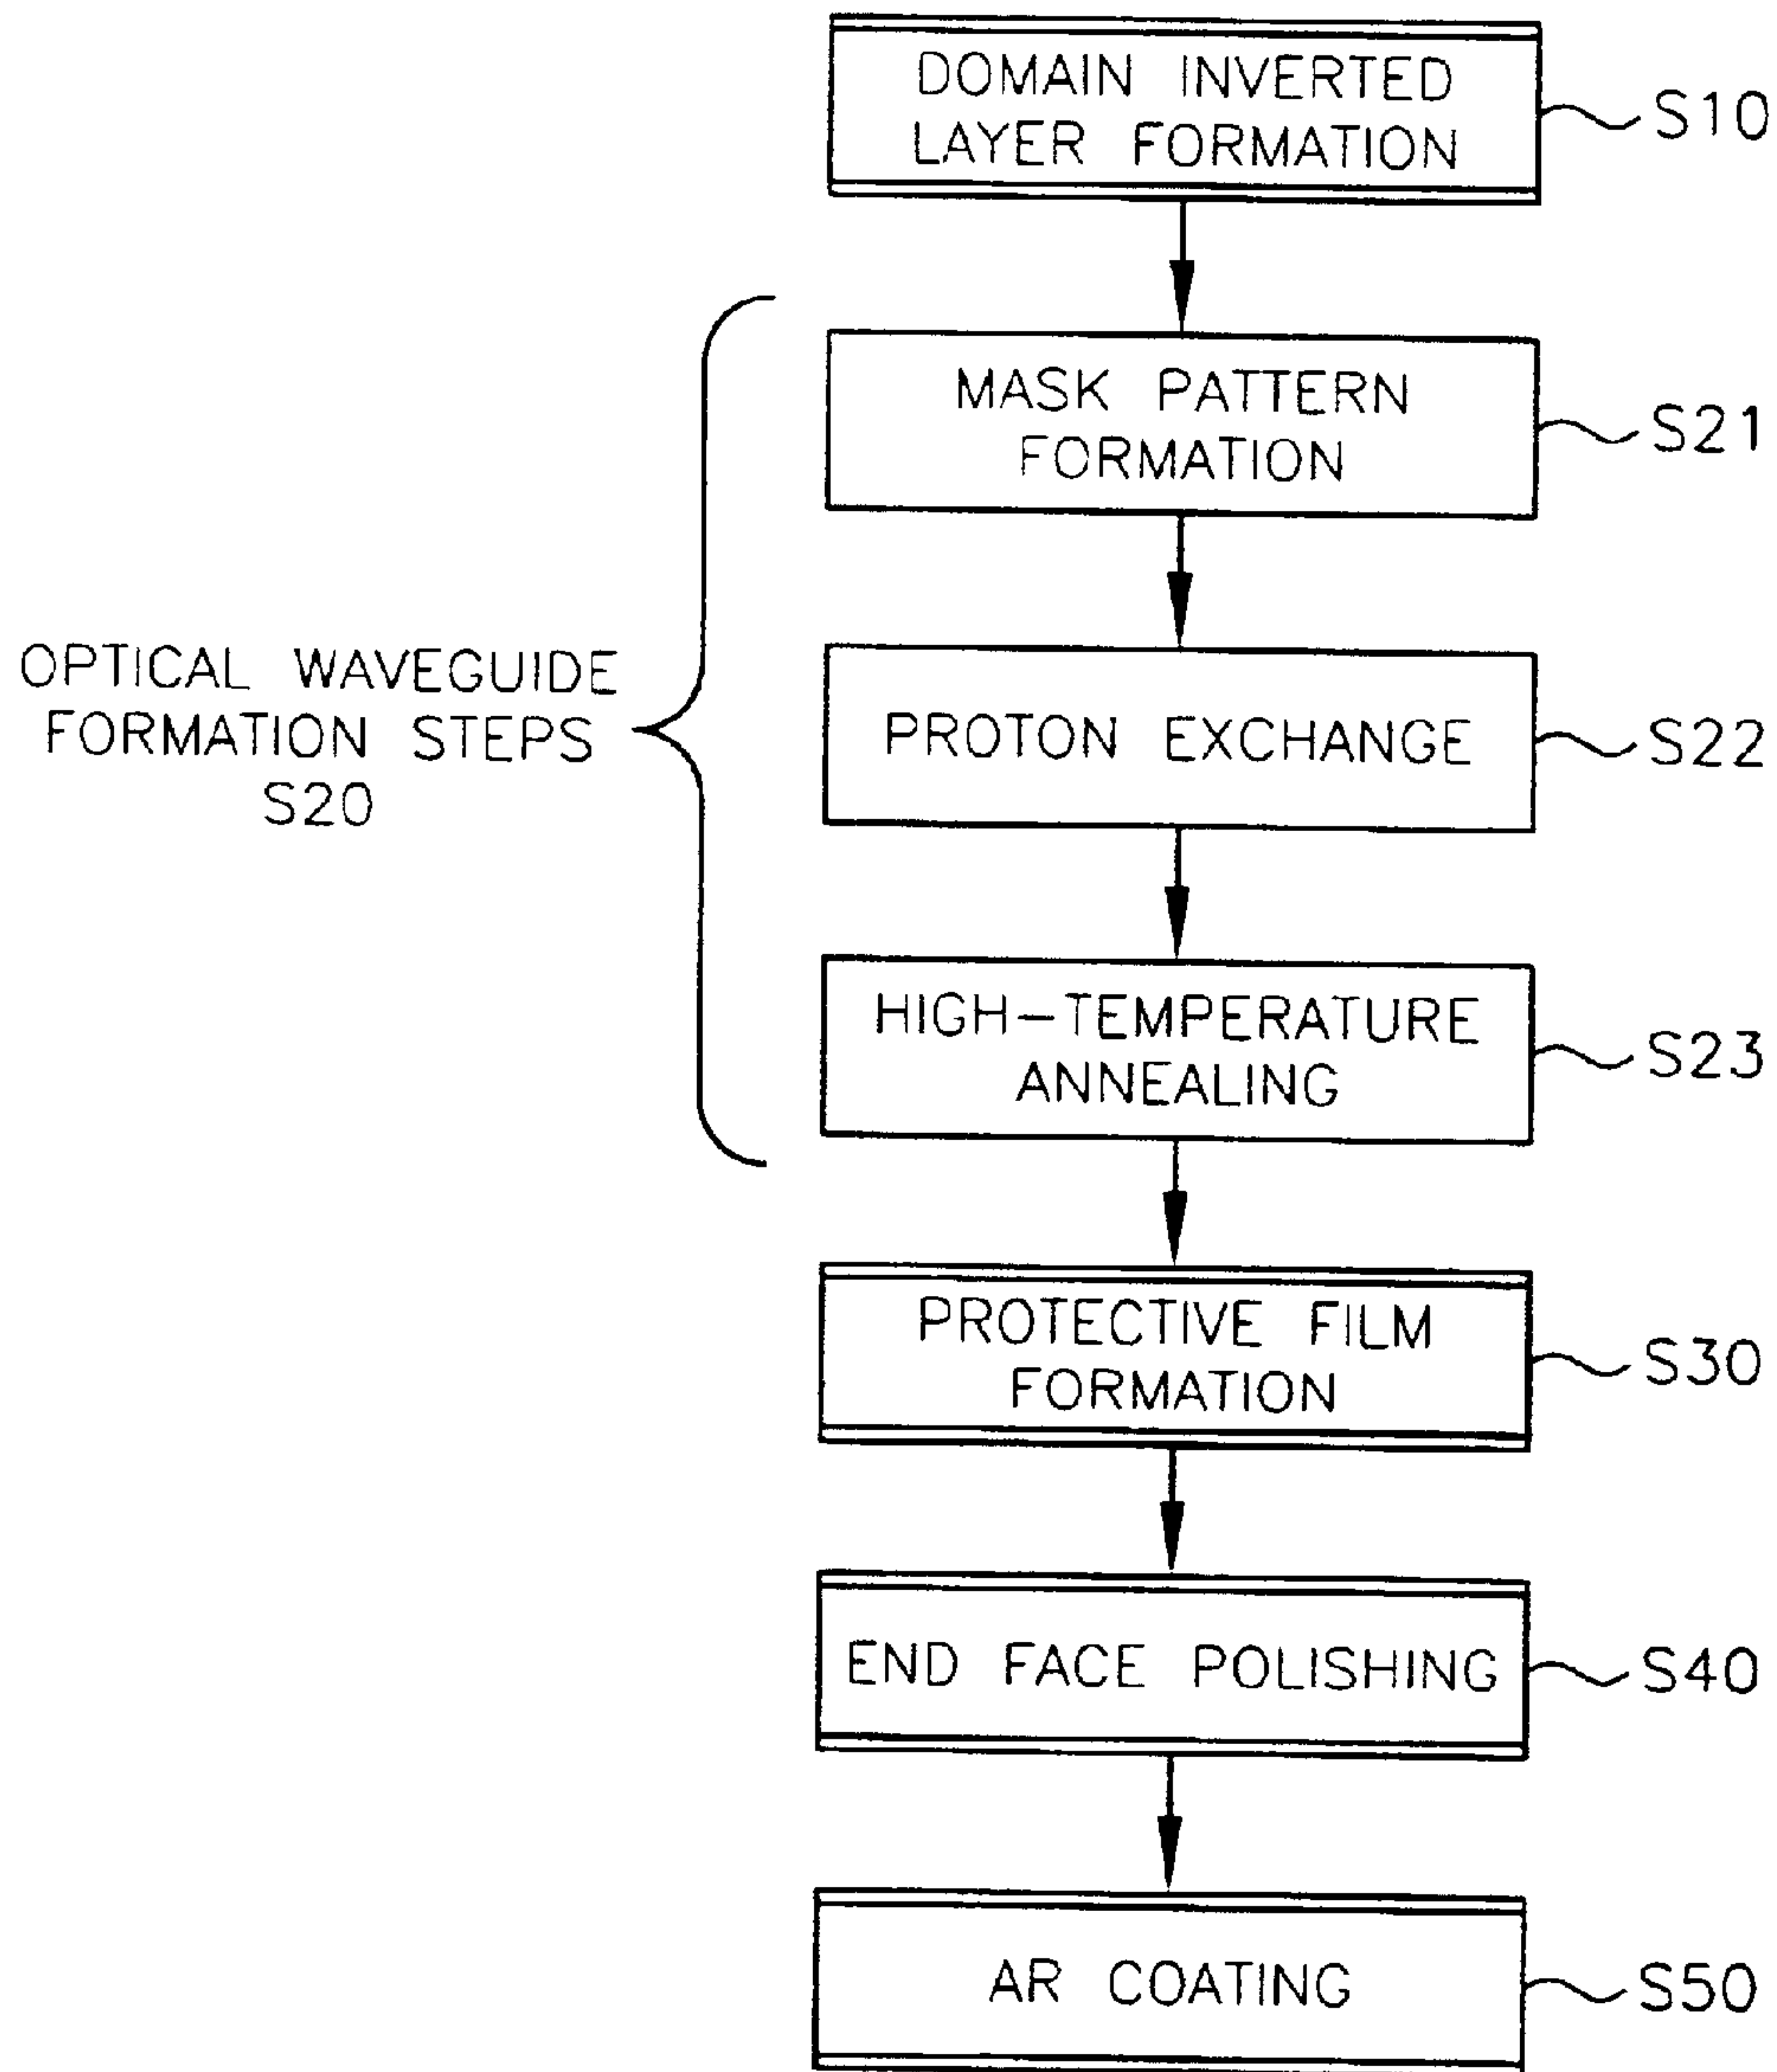 DOMAIN INVERTED
LAYER FORMATION
S10
MASK PATTERN
FORMATION
S21
OPTICAL WAVEGUIDE
FORMATION STEPS
S20
PROTON EXCHANGE
S22
HIGH-TEMPERATURE
ANNEALING
S23
PROTECTIVE FILM
FORMATION
S30
END FACE POLISHING
S40
AR COATING
S50